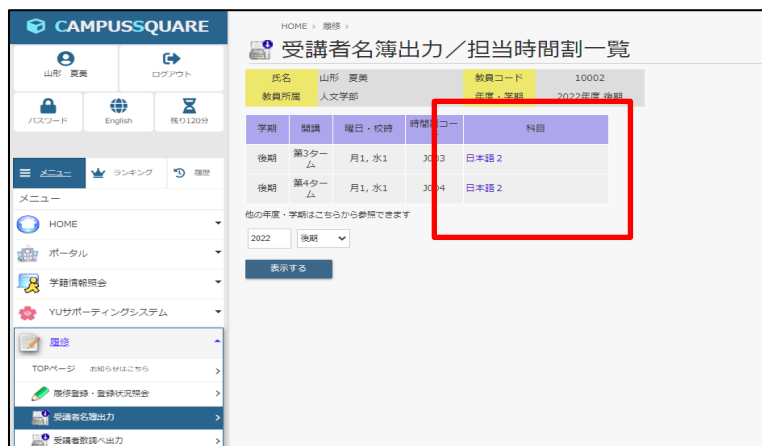 CAMPUSSQUARE
山形 夏美
ログアウト
パスワード
English
残り120分
メニュー
ランキング
履歴
メニュー
HOME
ポータル
学籍情報照会
YUサポーティングシステム
履修
TOPページ お知らせはこちら
履修登録・登録状況照会
受講者名簿出力
受講者数調べ出力
HOME › 履修 ›
受講者名簿出力／担当時間割一覧
氏名 山形 夏美 教員コード 10002
教員所属 人文学部 年度・学期 2022年度 後期
学期 開講 曜日・校時 時間割コー 科目
後期 第3ターム 月1, 水1 J003 日本語２
後期 第4ターム 月1, 水1 J004 日本語２
他の年度・学期はこちらから参照できます
2022 後期
表示する